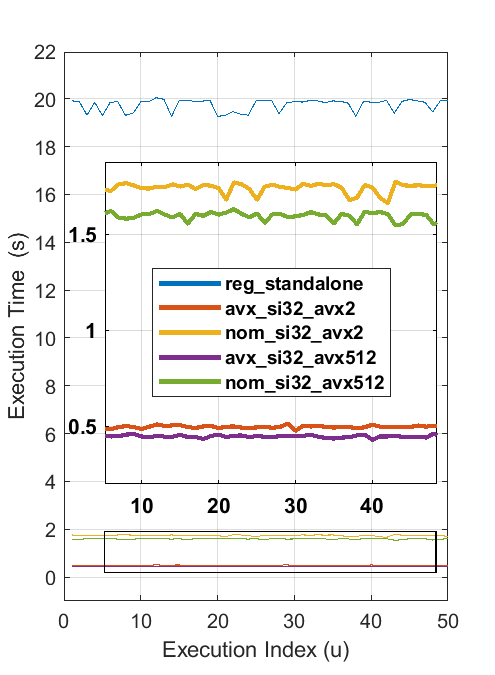 22
20
18
16
14
12
10
8
6
4
2
0
1.5
1
0.5
reg_standalone
avx_si32_avx2
nom_si32_avx2
avx_si32_avx512
nom_si32_avx512
10 20 30 40
0 10 20 30 40 50
Execution Index (u)
Execution Time (s)